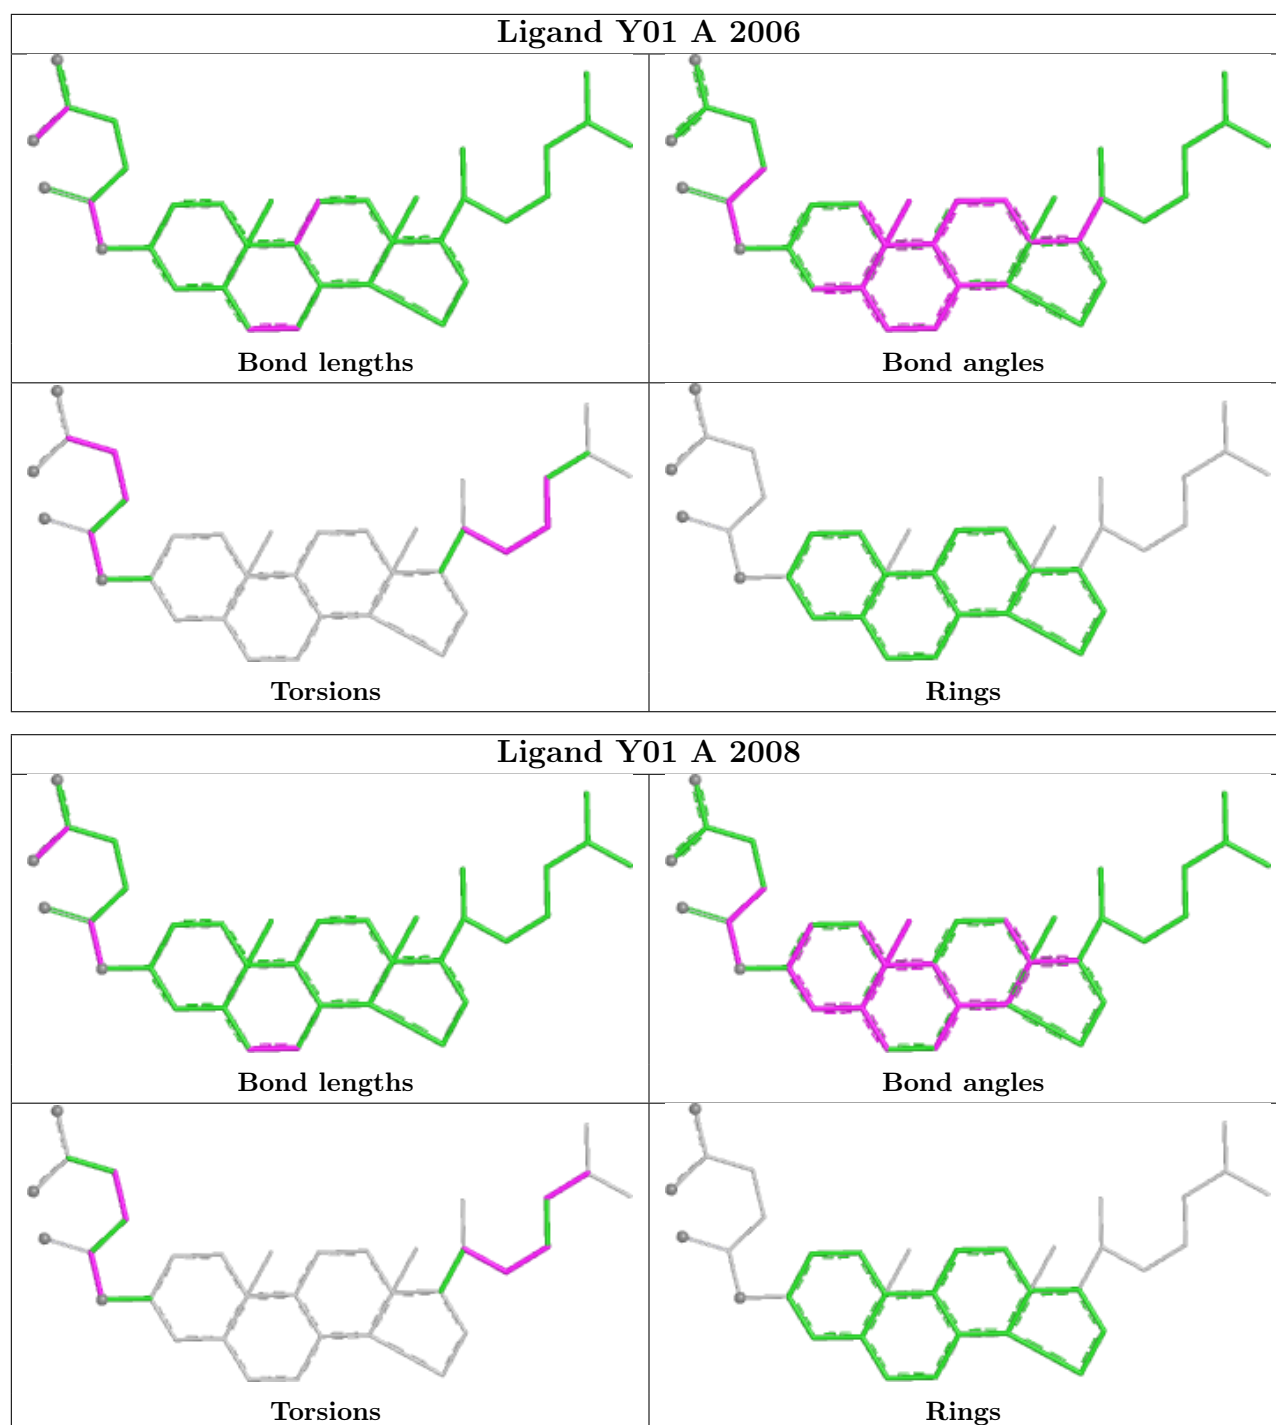 Ligand Y01 A 2006
Bond lengths
Bond angles
Torsions
Rings
Ligand Y01 A 2008
Bond lengths
Bond angles
Torsions
Rings